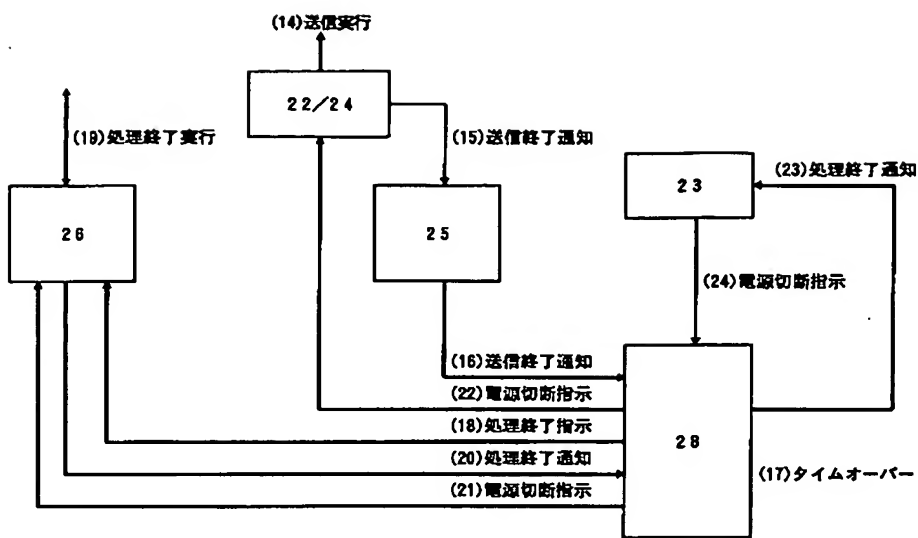 (14)送信実行
22/24
(19)処理終了実行
(15)送信終了通知
(23)処理終了通知
23
26
25
(24)電源切断指示
(16)送信終了通知
(22)電源切断指示
(18)処理終了指示
28
(20)処理終了通知
(17)タイムオーバー
(21)電源切断指示